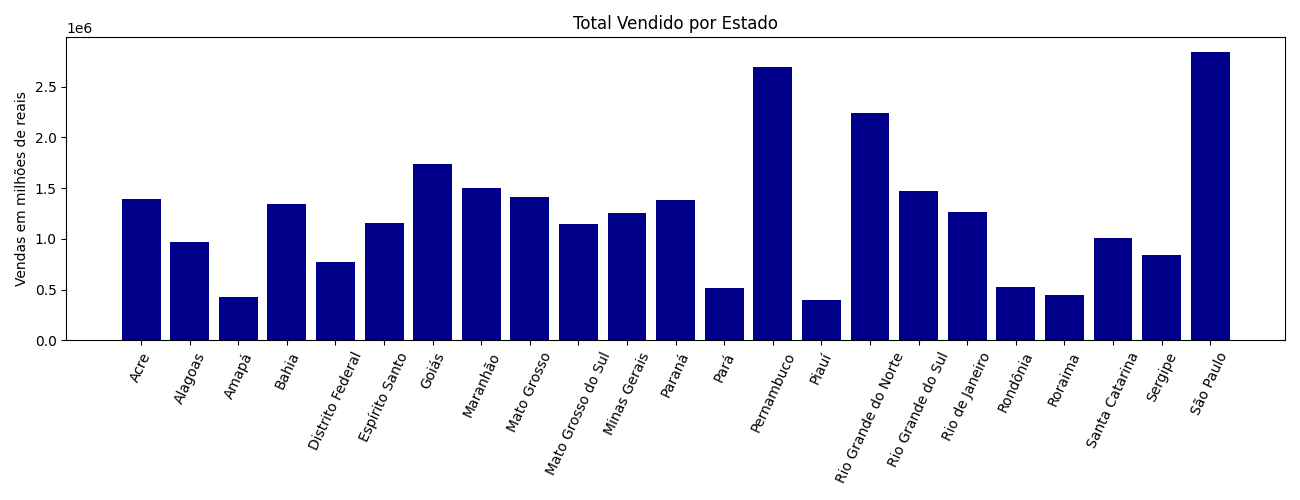 Total Vendido por Estado
1e6
Vendas em milhões de reais
2.5
2.0
1.5
1.0
0.5
0.0
Acre
Alagoas
Amapá
Bahia
Distrito Federal
Espírito Santo
Goiás
Maranhão
Mato Grosso
Mato Grosso do Sul
Minas Gerais
Paraná
Pará
Pernambuco
Piauí
Rio Grande do Norte
Rio Grande do Sul
Rio de Janeiro
Rondônia
Roraima
Santa Catarina
Sergipe
São Paulo